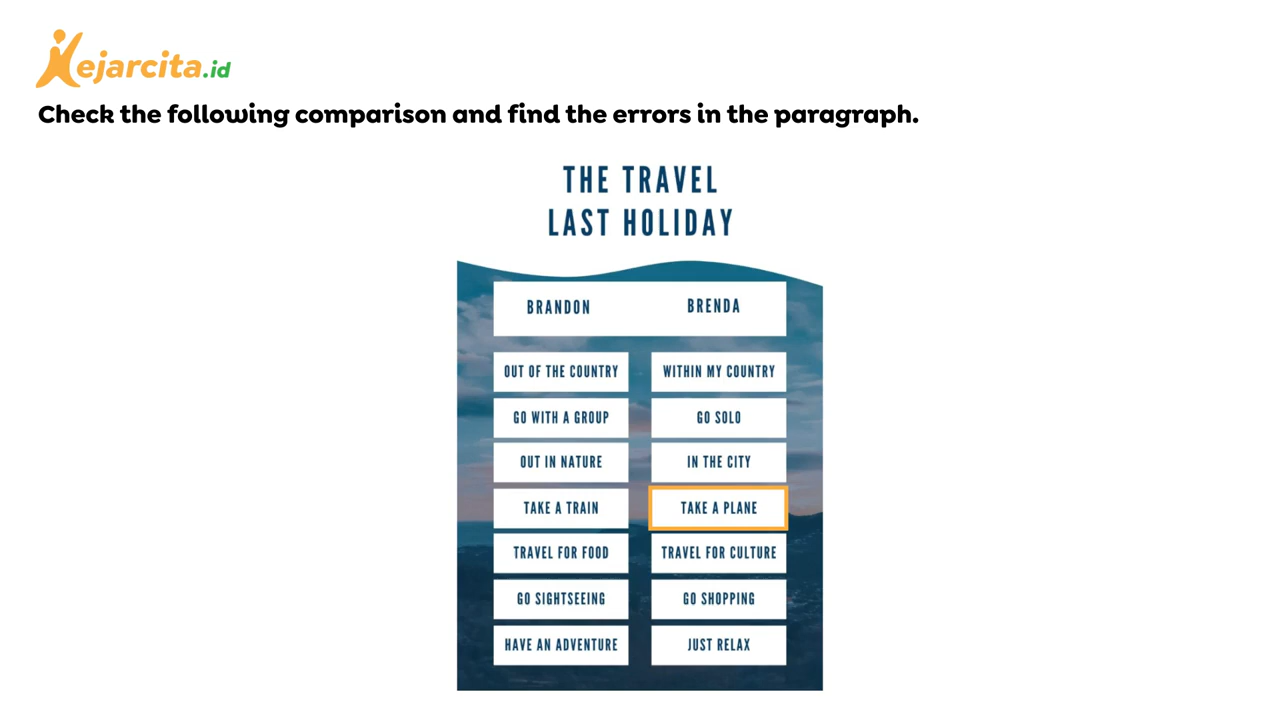 Kejarcita.id
Check the following comparison and find the errors in the paragraph.
THE TRAVEL
LAST HOLIDAY
BRANDON BRENDA
OUT OF THE COUNTRY WITHIN MY COUNTRY
GO WITH A GROUP GO SOLO
OUT IN NATURE IN THE CITY
TAKE A TRAIN TAKE A PLANE
TRAVEL FOR FOOD TRAVEL FOR CULTURE
GO SIGHTSEEING GO SHOPPING
HAVE AN ADVENTURE JUST RELAX